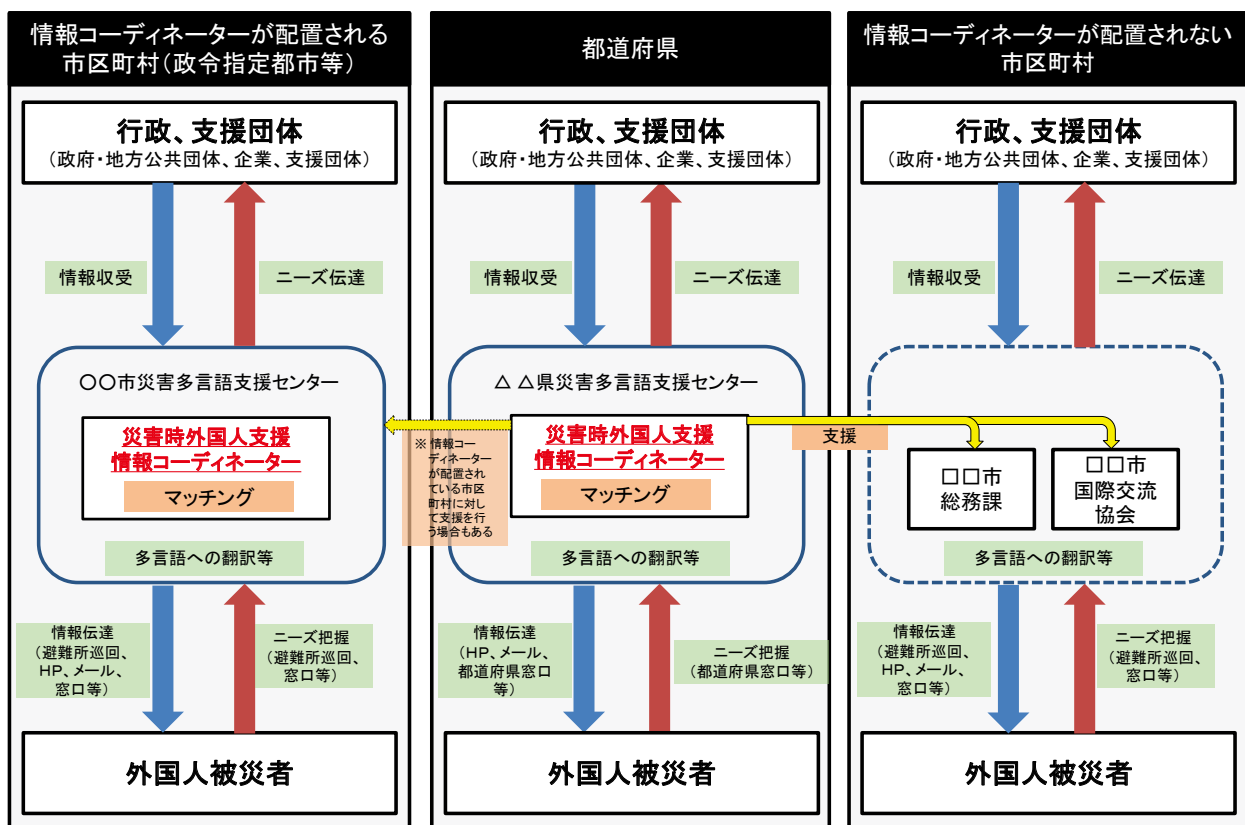 情報コーディネーターが配置される
市区町村(政令指定都市等)
行政、支援団体
(政府・地方公共団体、企業、支援団体)
情報収受
ニーズ伝達
〇〇市災害多言語支援センター
災害時外国人支援
情報コーディネーター
マッチング
多言語への翻訳等
情報伝達
(避難所巡回、
HP、メール、
窓口等)
ニーズ把握
(避難所巡回、
窓口等)
外国人被災者
都道府県
行政、支援団体
(政府・地方公共団体、企業、支援団体)
情報収受
ニーズ伝達
△△県災害多言語支援センター
災害時外国人支援
情報コーディネーター
マッチング
※ 情報コー
ディネーター
が配置され
ている市区
町村に対し
て支援を行
う場合もある
多言語への翻訳等
情報伝達
(HP、メール、
都道府県窓口
等)
ニーズ把握
(都道府県窓口等)
外国人被災者
情報コーディネーターが配置されない
市区町村
行政、支援団体
(政府・地方公共団体、企業、支援団体)
情報収受
ニーズ伝達
支援
□□市
総務課
□□市
国際交流
協会
多言語への翻訳等
情報伝達
(避難所巡回、
HP、メール、
窓口等)
ニーズ把握
(避難所巡回、
窓口等)
外国人被災者